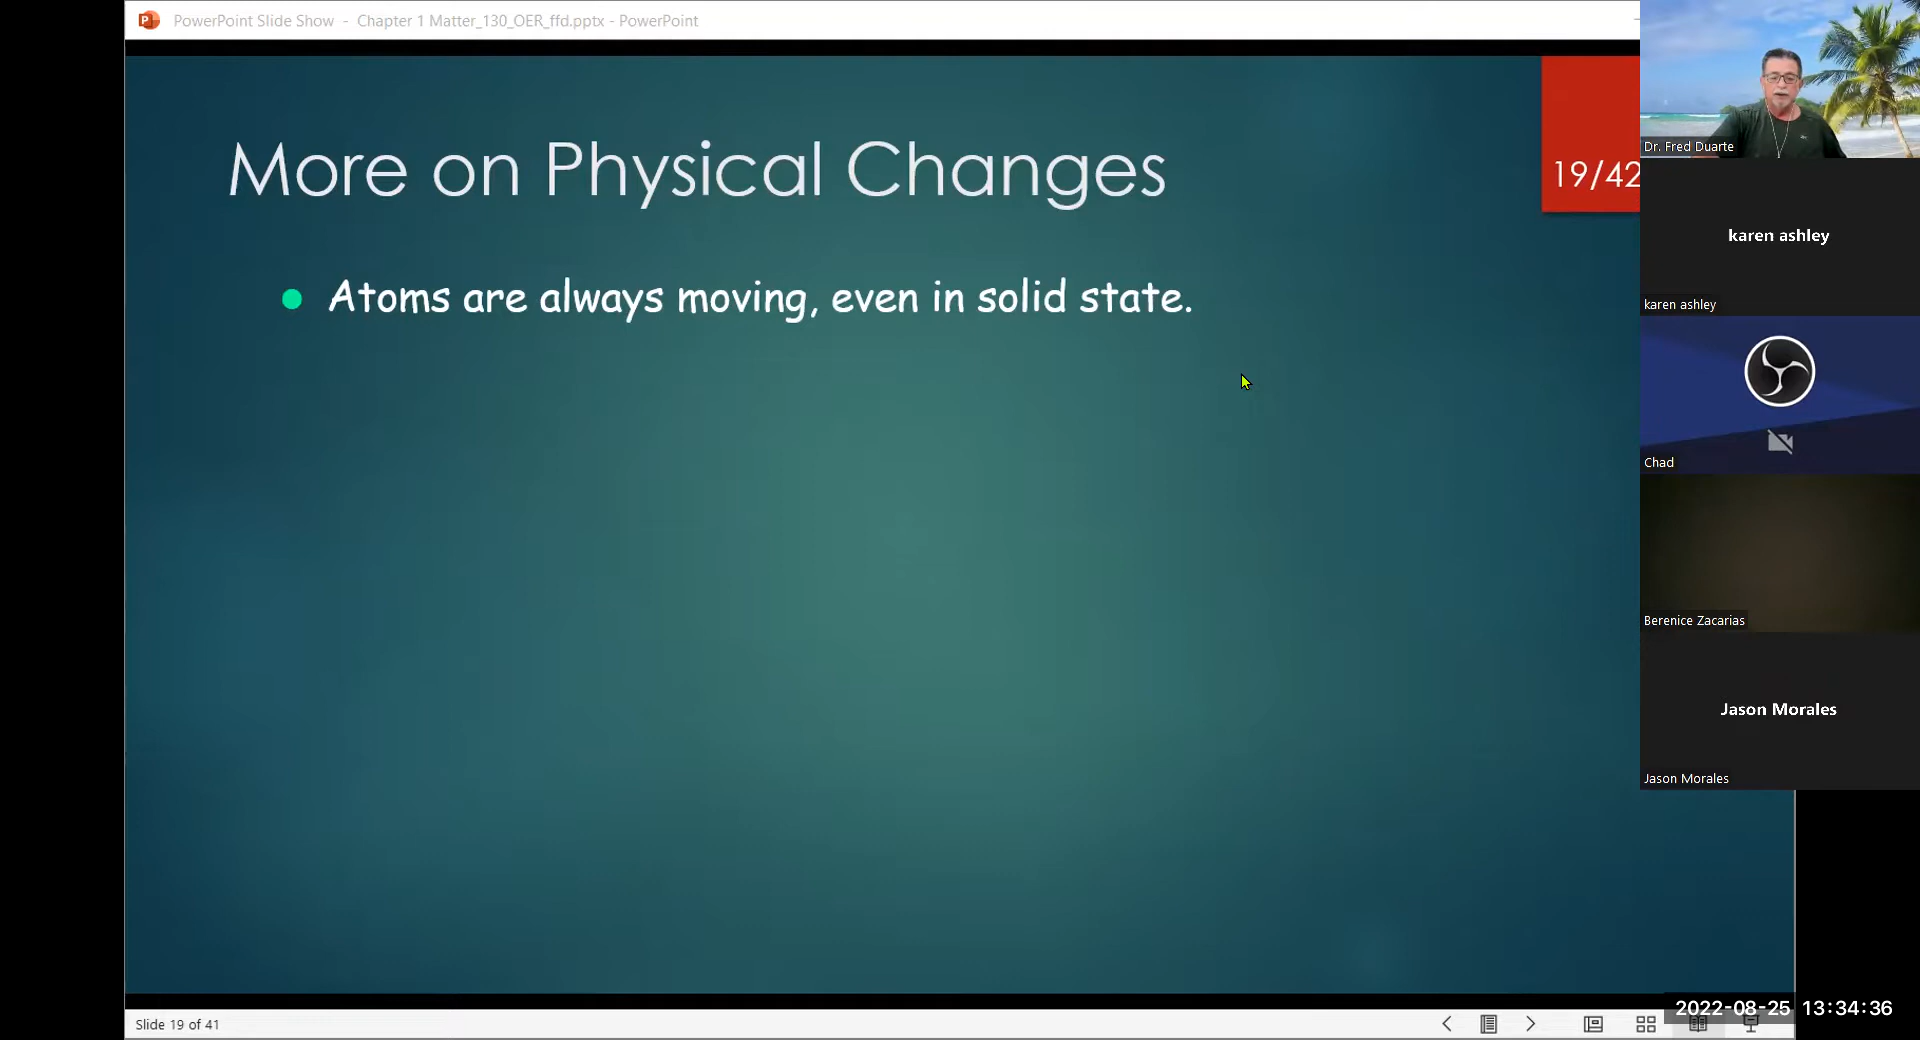 PowerPoint Slide Show - Chapter 1 Matter_130_OER_ffd.pptx - PowerPoint
More on Physical Changes
19/42
Atoms are always moving, even in solid state.
Dr. Fred Duarte
karen ashley
karen ashley
Chad
Berenice Zacarias
Jason Morales
Jason Morales
Slide 19 of 41
2022-08-25 13:34:36